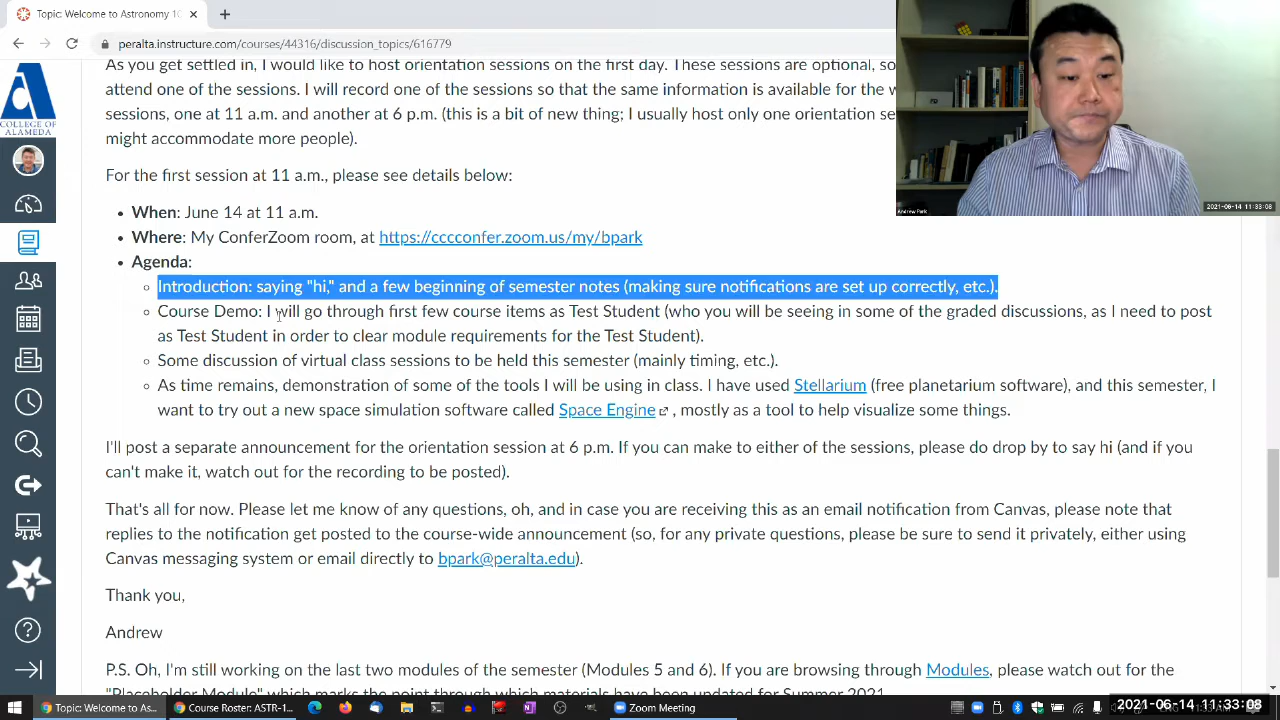 Topic: Welcome to Astronomy 10
peralta.instructure.com/courses/44316/discussion_topics/616779
As you get settled in, I would like to host orientation sessions on the first day. These sessions are optional, so
attend one of the sessions. I will record one of the sessions so that the same information is available for the w
sessions, one at 11 a.m. and another at 6 p.m. (this is a bit of new thing; I usually host only one orientation se
might accommodate more people).
For the first session at 11 a.m., please see details below:
• When: June 14 at 11 a.m.
• Where: My ConferZoom room, at https://cccconfer.zoom.us/my/bpark
• Agenda:
◦ Introduction: saying "hi," and a few beginning of semester notes (making sure notifications are set up correctly, etc.).
◦ Course Demo: I will go through first few course items as Test Student (who you will be seeing in some of the graded discussions, as I need to post
as Test Student in order to clear module requirements for the Test Student).
◦ Some discussion of virtual class sessions to be held this semester (mainly timing, etc.).
◦ As time remains, demonstration of some of the tools I will be using in class. I have used Stellarium (free planetarium software), and this semester, I
want to try out a new space simulation software called Space Engine , mostly as a tool to help visualize some things.
I'll post a separate announcement for the orientation session at 6 p.m. If you can make to either of the sessions, please do drop by to say hi (and if you
can't make it, watch out for the recording to be posted).
That's all for now. Please let me know of any questions, oh, and in case you are receiving this as an email notification from Canvas, please note that
replies to the notification get posted to the course-wide announcement (so, for any private questions, please be sure to send it privately, either using
Canvas messaging system or email directly to bpark@peralta.edu).
Thank you,
Andrew
P.S. Oh, I'm still working on the last two modules of the semester (Modules 5 and 6). If you are browsing through Modules, please watch out for the
"Placeholder Module" which marks the point through which materials have been updated for Summer 2021.
COLLEGE OF
ALAMEDA
Andrew Park
2021-06-14 11:33:08
Topic: Welcome to As...
Course Roster: ASTR-1...
Zoom Meeting
2021-06-14 11:33:08